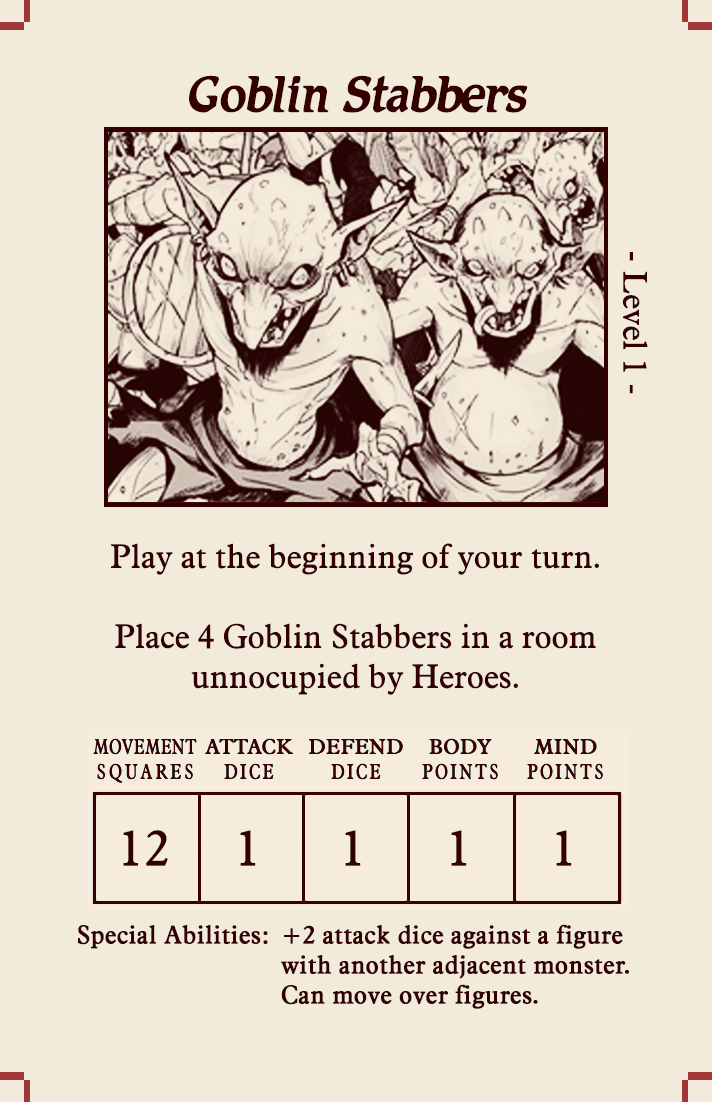 Goblin Stabbers
- Level 1 -
Play at the beginning of your turn.
Place 4 Goblin Stabbers in a room
unnocupied by Heroes.
MOVEMENT ATTACK DEFEND BODY MIND
SQUARES DICE DICE POINTS POINTS
12 1 1 1 1
Special Abilities: +2 attack dice against a figure
with another adjacent monster.
Can move over figures.